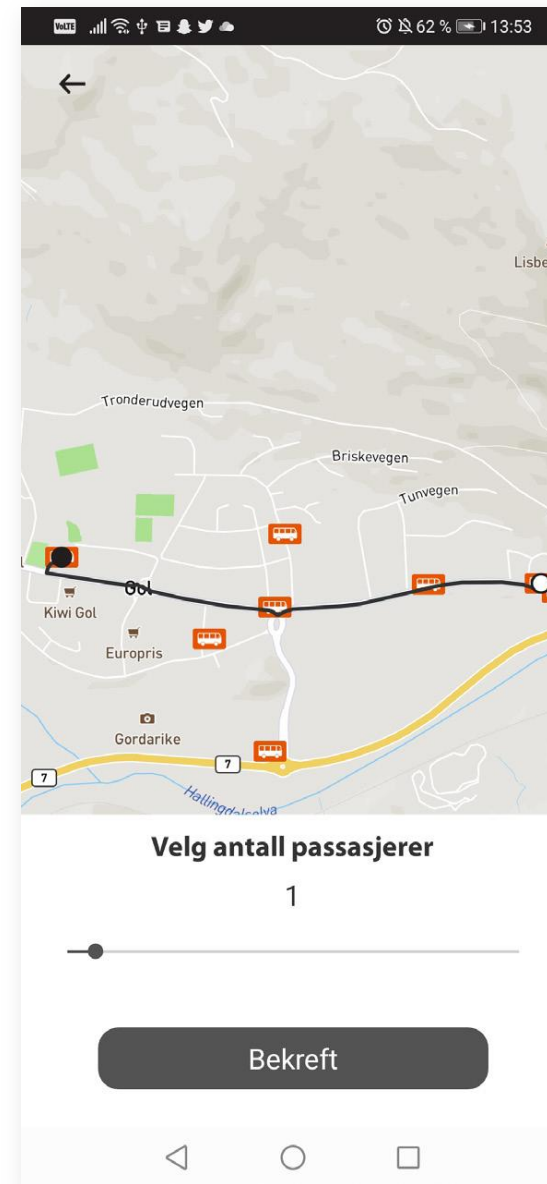 VoLTE 62 % 13:53
Lisbe
Tronderudvegen
Briskevegen
Tunvegen
Gol
Kiwi Gol
Europris
Gordarike
7
7
Hallingdalselva
Velg antall passasjerer
1
Bekreft